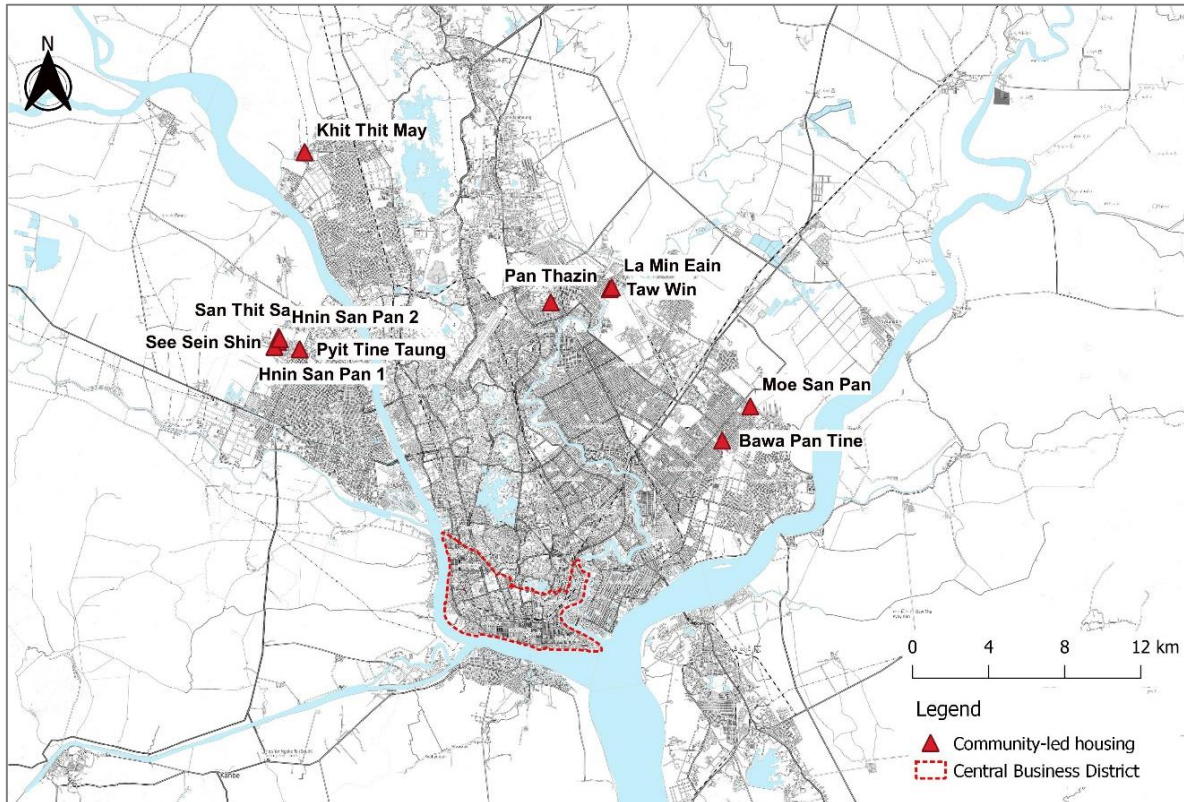 N
Khit Thit May
La Min Eain
Pan Thazin
Taw Win
San Thit Sa
Hnin San Pan 2
See Sein Shin
Pyit Tine Taung
Hnin San Pan 1
Moe San Pan
Bawa Pan Tine
0 4 8 12 km
Legend
Community-led housing
Central Business District